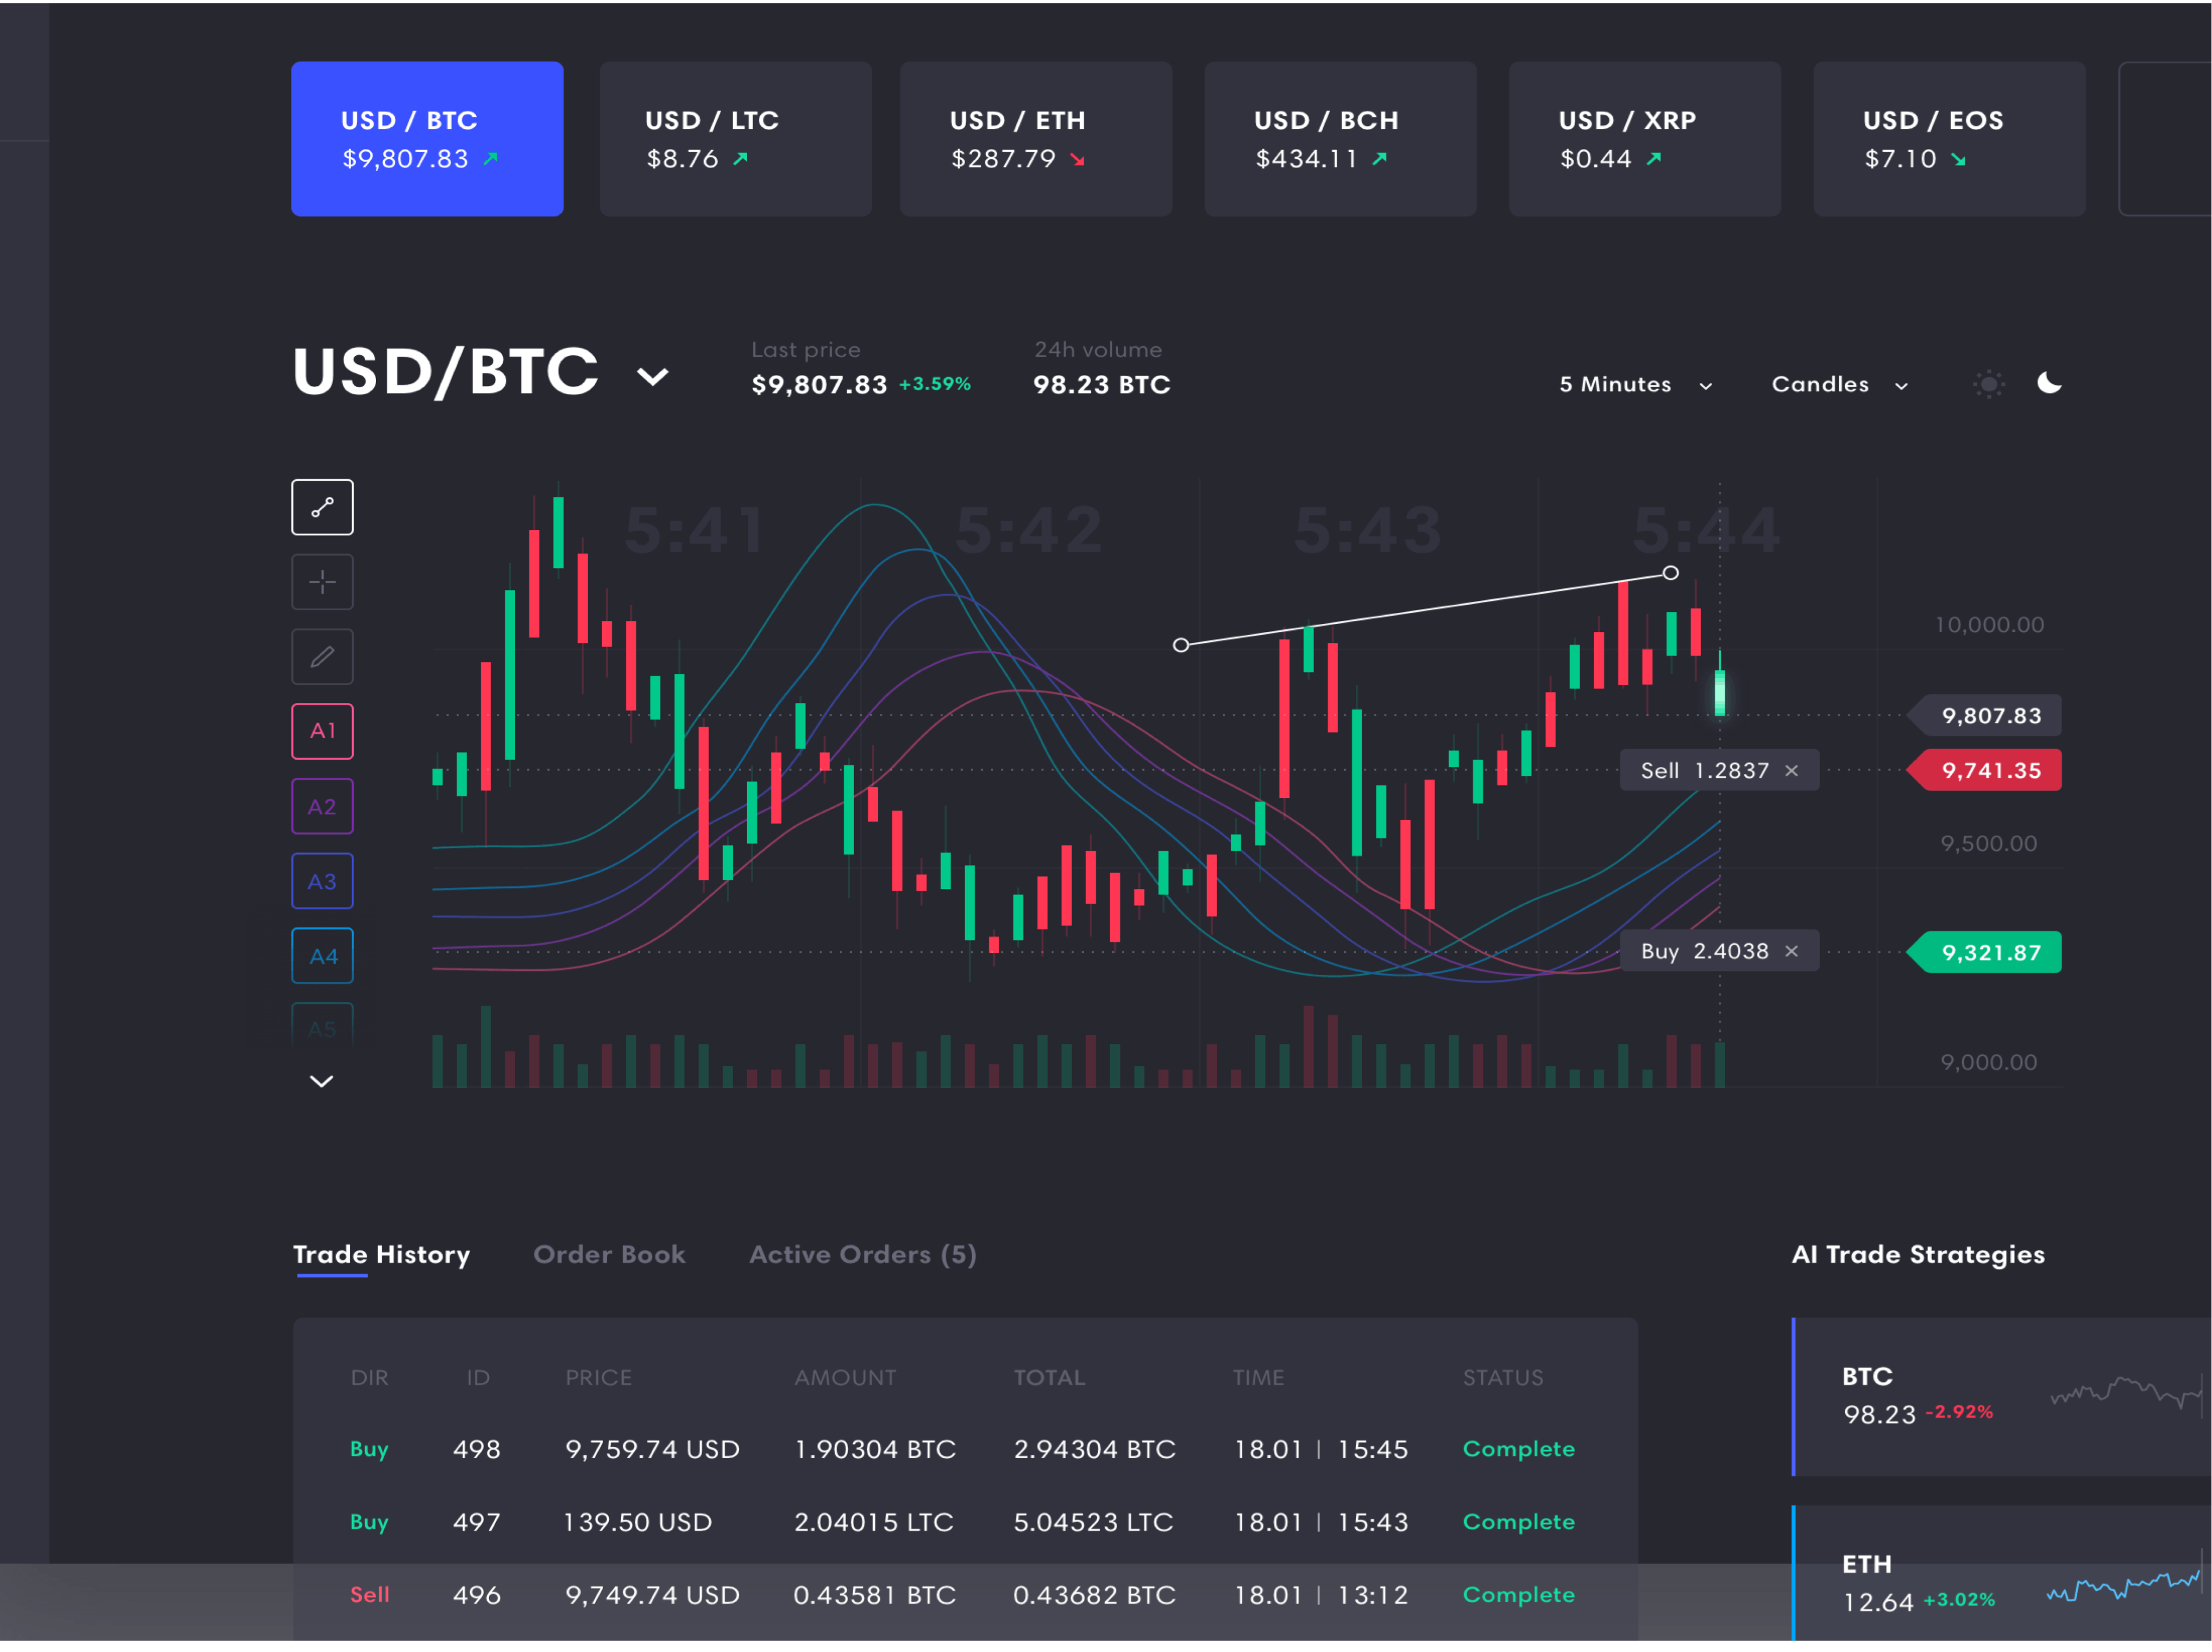 USD / BTC
$9,807.83
USD / LTC
$8.76
USD / ETH
$287.79
USD / BCH
$434.11
USD / XRP
$0.44
USD / EOS
$7.10
USD/BTC
Last price
$9,807.83 +3.59%
24h volume
98.23 BTC
5 Minutes
Candles
5:41
5:42
5:43
5:44
A1
A2
A3
A4
A5
10,000.00
9,807.83
Sell 1.2837 ×
9,741.35
9,500.00
Buy 2.4038 ×
9,321.87
9,000.00
Trade History
Order Book
Active Orders (5)
DIR ID PRICE AMOUNT TOTAL TIME STATUS
Buy 498 9,759.74 USD 1.90304 BTC 2.94304 BTC 18.01 | 15:45 Complete
Buy 497 139.50 USD 2.04015 LTC 5.04523 LTC 18.01 | 15:43 Complete
Sell 496 9,749.74 USD 0.43581 BTC 0.43682 BTC 18.01 | 13:12 Complete
AI Trade Strategies
BTC
98.23 -2.92%
ETH
12.64 +3.02%